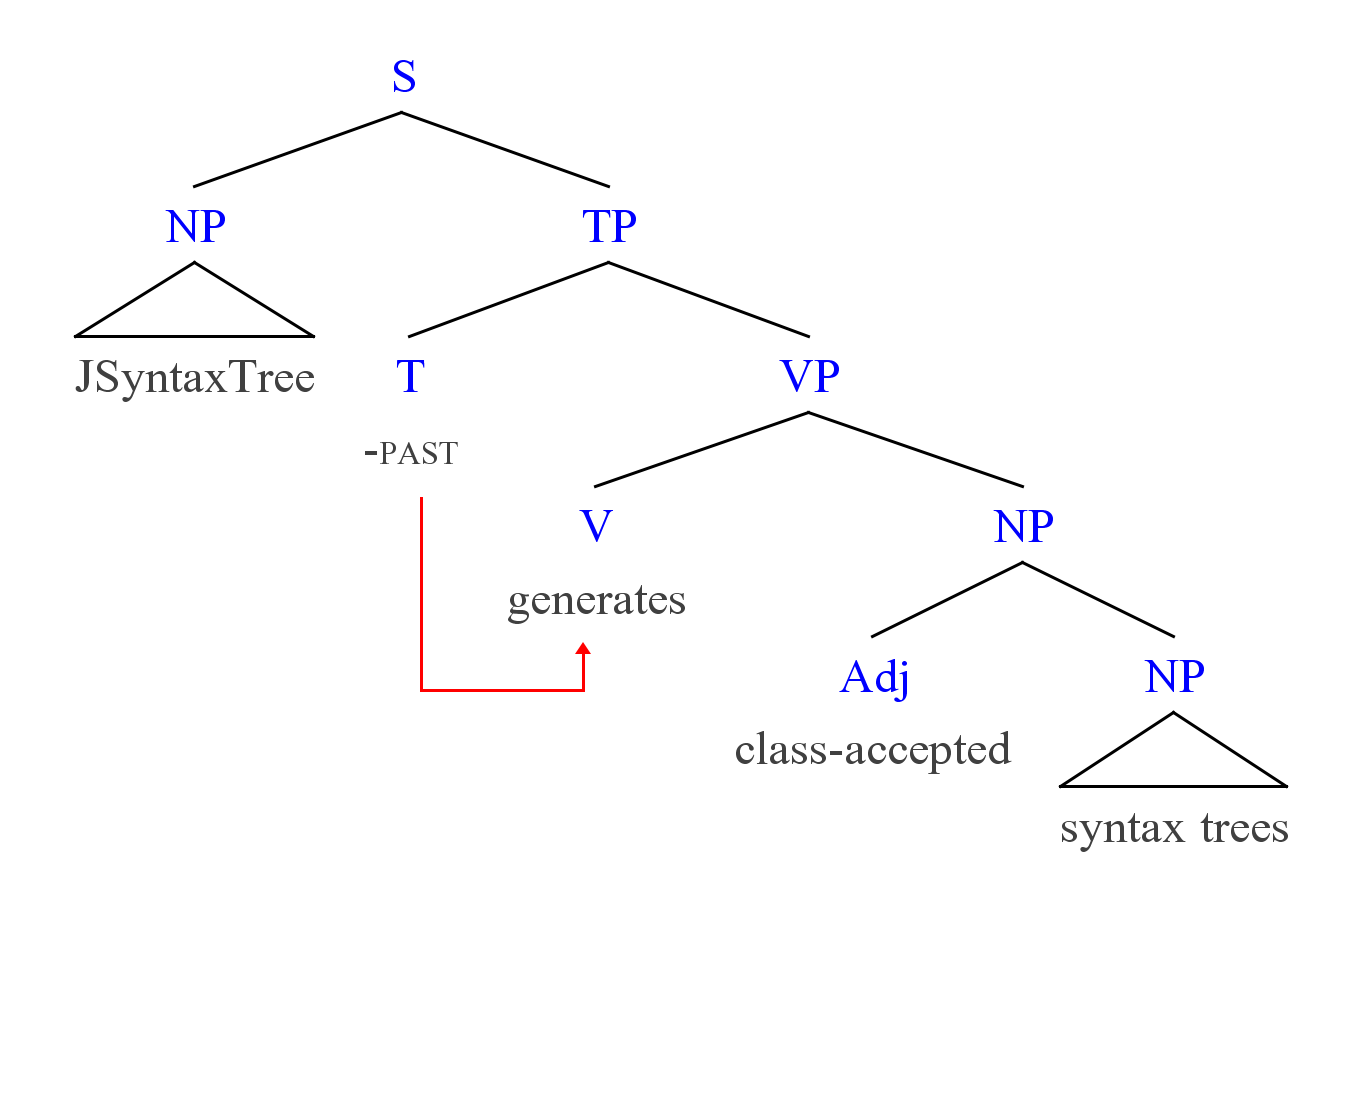 S
NP TP
JSyntaxTree T VP
-PAST
V NP
generates
Adj NP
class-accepted
syntax trees